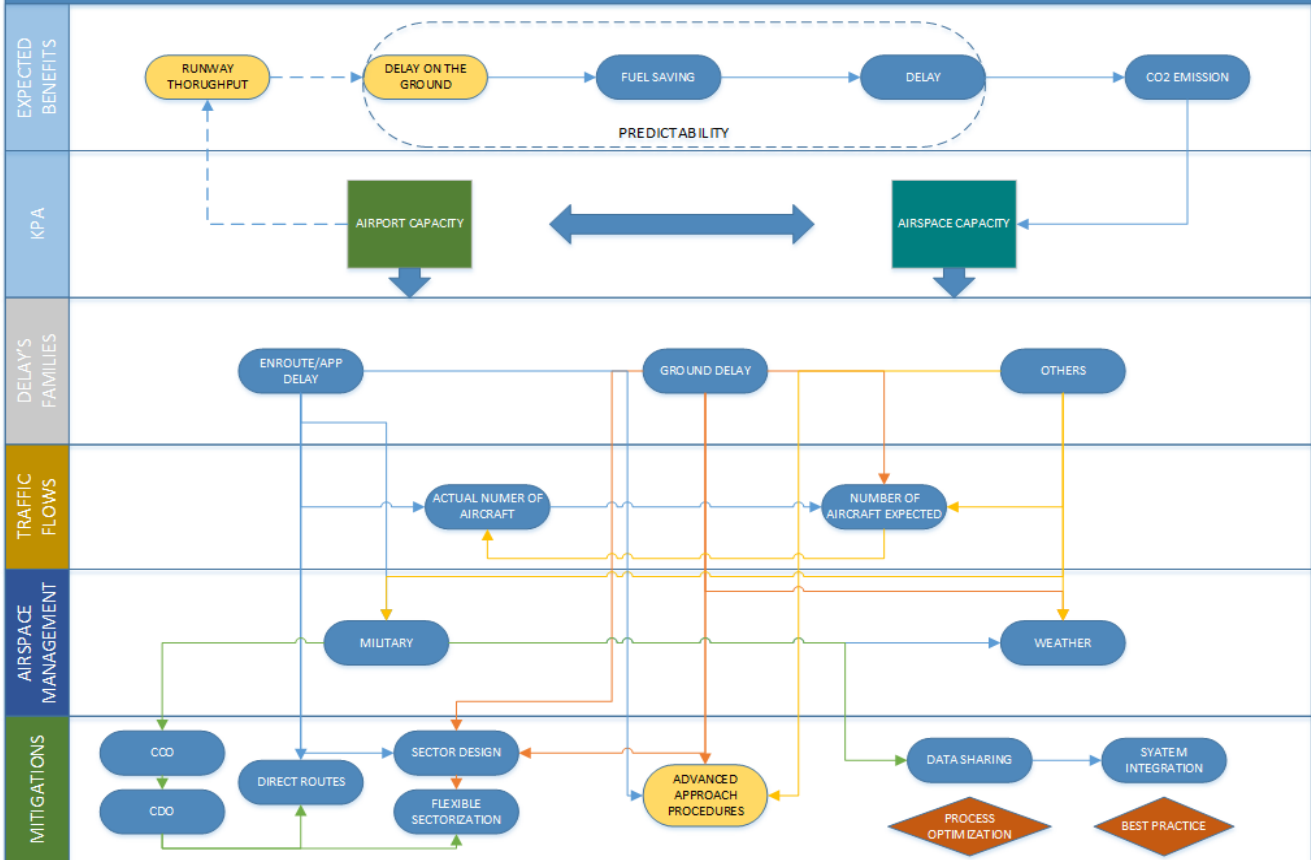 EXPECTED
BENEFITS
RUNWAY
THORUGHPUT
DELAY ON THE
GROUND
FUEL SAVING
DELAY
CO2 EMISSION
PREDICTABILITY
KPA
AIRPORT CAPACITY
AIRSPACE CAPACITY
DELAY'S
FAMILIES
ENROUTE/APP
DELAY
GROUND DELAY
OTHERS
TRAFFIC
FLOWS
ACTUAL NUMER OF
AIRCRAFT
NUMBER OF
AIRCRAFT EXPECTED
AIRSPACE
MANAGEMENT
MILITARY
WEATHER
MITIGATIONS
CCO
SECTOR DESIGN
DATA SHARING
SYATEM
INTEGRATION
DIRECT ROUTES
ADVANCED
APPROACH
PROCEDURES
CDO
FLEXIBLE
SECTORIZATION
PROCESS
OPTIMIZATION
BEST PRACTICE